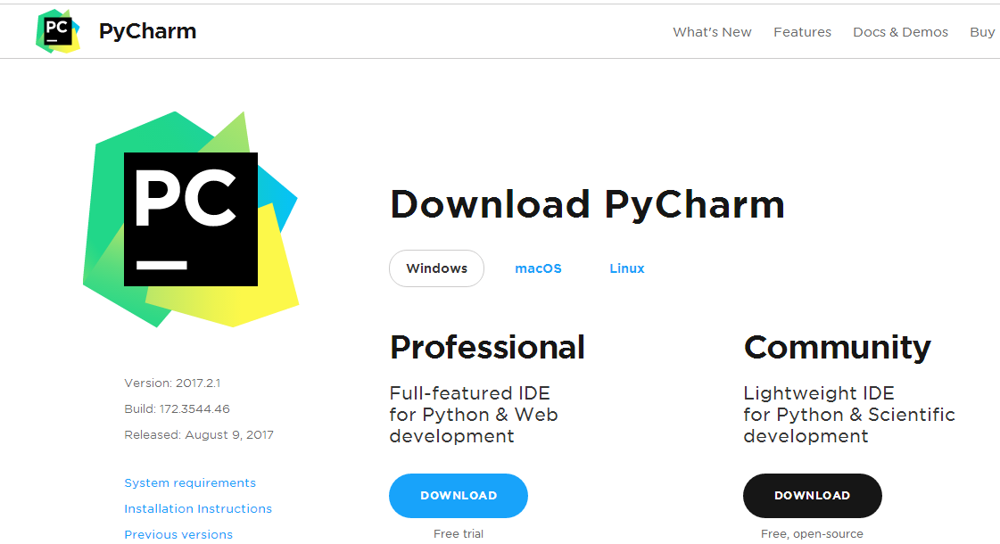 PC PyCharm What's New Features Docs & Demos Buy
PC
Download PyCharm
Windows macOS Linux
Professional
Full-featured IDE
for Python & Web
development
DOWNLOAD
Free trial
Community
Lightweight IDE
for Python & Scientific
development
DOWNLOAD
Free, open-source
Version: 2017.2.1
Build: 172.3544.46
Released: August 9, 2017
System requirements
Installation Instructions
Previous versions